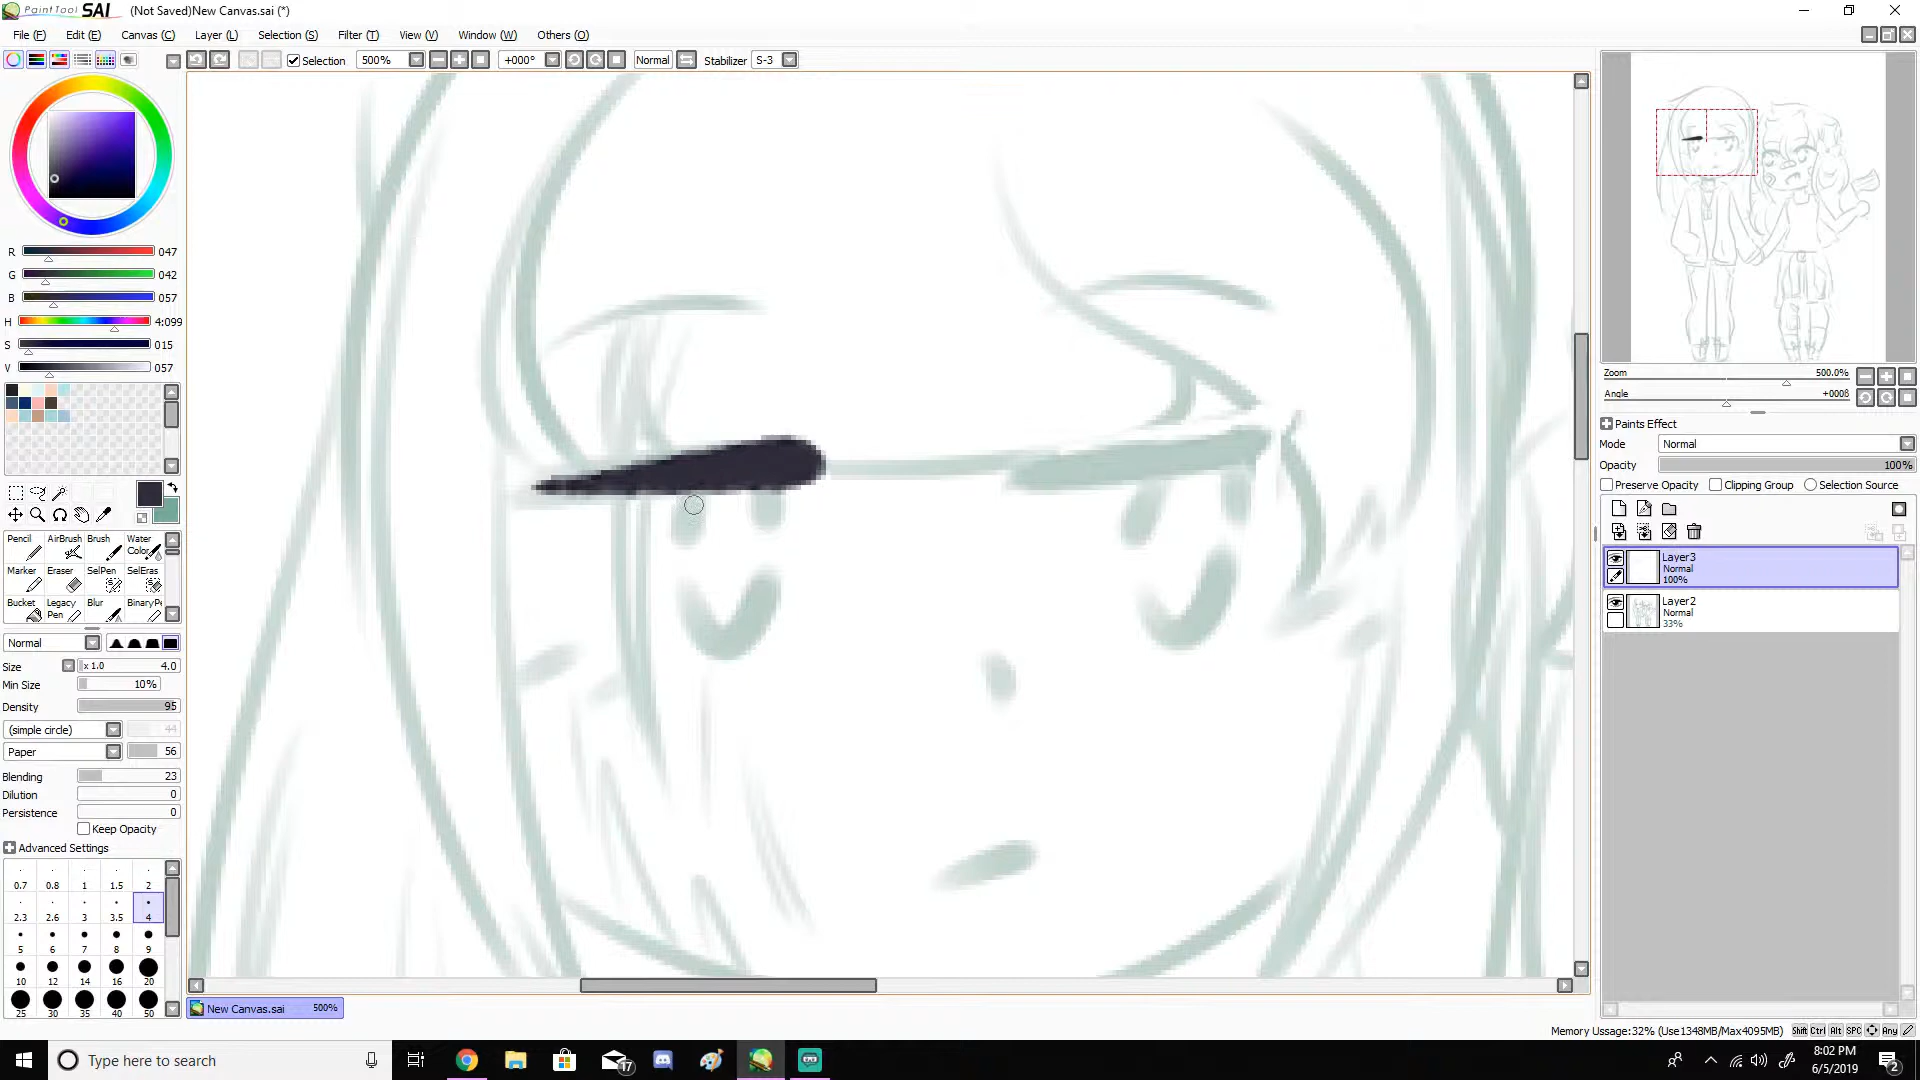 PaintTool SAI (Not Saved)New Canvas.sai (*)
File (F) Edit (E) Canvas (C) Layer (L) Selection (S) Filter (T) View (V) Window (W) Others (O)
Selection 500% +000° Normal Stabilizer S-3
R 047
G 042
B 057
H 4:099
S 015
V 057
Pencil AirBrush Brush Water Color
Marker Eraser SelPen SelEras
Bucket Legacy Pen Blur BinaryPe
Normal
Size x 1.0 4.0
Min Size 10%
Density 95
(simple circle) 44
Paper 56
Blending 23
Dilution 0
Persistence 0
Keep Opacity
Advanced Settings
0.7 0.8 1 1.5 2
2.3 2.6 3 3.5 4
5 6 7 8 9
10 12 14 16 20
25 30 35 40 50
Zoom 500.0%
Angle +000ß
Paints Effect
Mode Normal
Opacity 100%
Preserve Opacity Clipping Group Selection Source
Layer3
Normal
100%
Layer2
Normal
33%
New Canvas.sai 500%
Memory Ussage:32% (Use1348MB/Max4095MB) Shift Ctrl Alt SPC Any
Type here to search
17
8:02 PM
6/5/2019
2